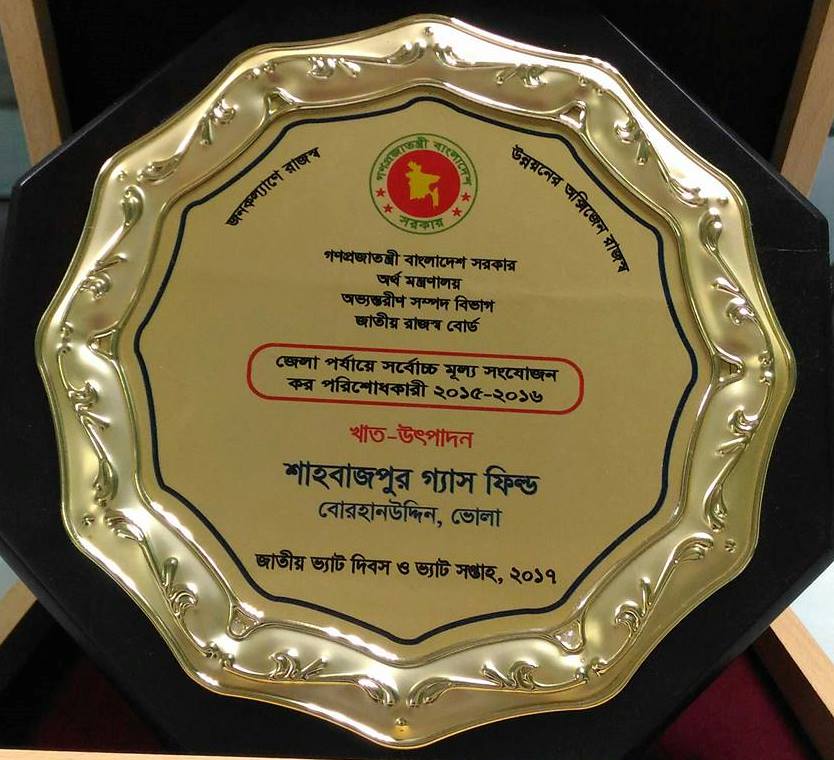 জনকল্যাণে রাজস্ব
উন্নয়নের অক্সিজেন রাজস্ব
গণপ্রজাতন্ত্রী বাংলাদেশ
সরকার
গণপ্রজাতন্ত্রী বাংলাদেশ সরকার
অর্থ মন্ত্রণালয়
অভ্যন্তরীণ সম্পদ বিভাগ
জাতীয় রাজস্ব বোর্ড
জেলা পর্যায়ে সর্বোচ্চ মূল্য সংযোজন
কর পরিশোধকারী ২০১৫-২০১৬
খাত-উৎপাদন
শাহবাজপুর গ্যাস ফিল্ড
বোরহানউদ্দিন, ভোলা
জাতীয় ভ্যাট দিবস ও ভ্যাট সপ্তাহ, ২০১৭